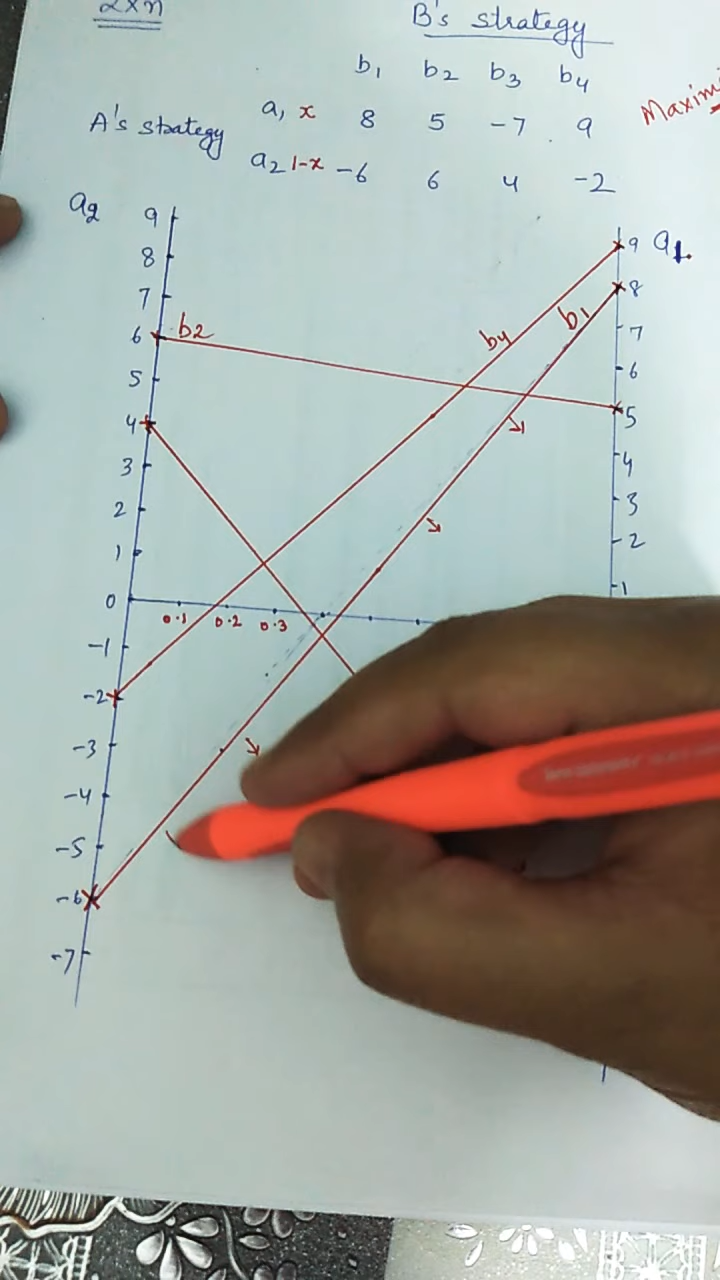 2×n
B's strategy
b1 b2 b3 b4
A's strategy a1 x 8 5 -7 9
a2 1-x -6 6 4 -2
a2
9
8
7
6 b2
5
4
3
2
1
0
-1
-2
-3
-4
-5
-6
-7
0.1 0.2 0.3
b4
b1
9 a1.
8
7
6
5
4
3
2
1